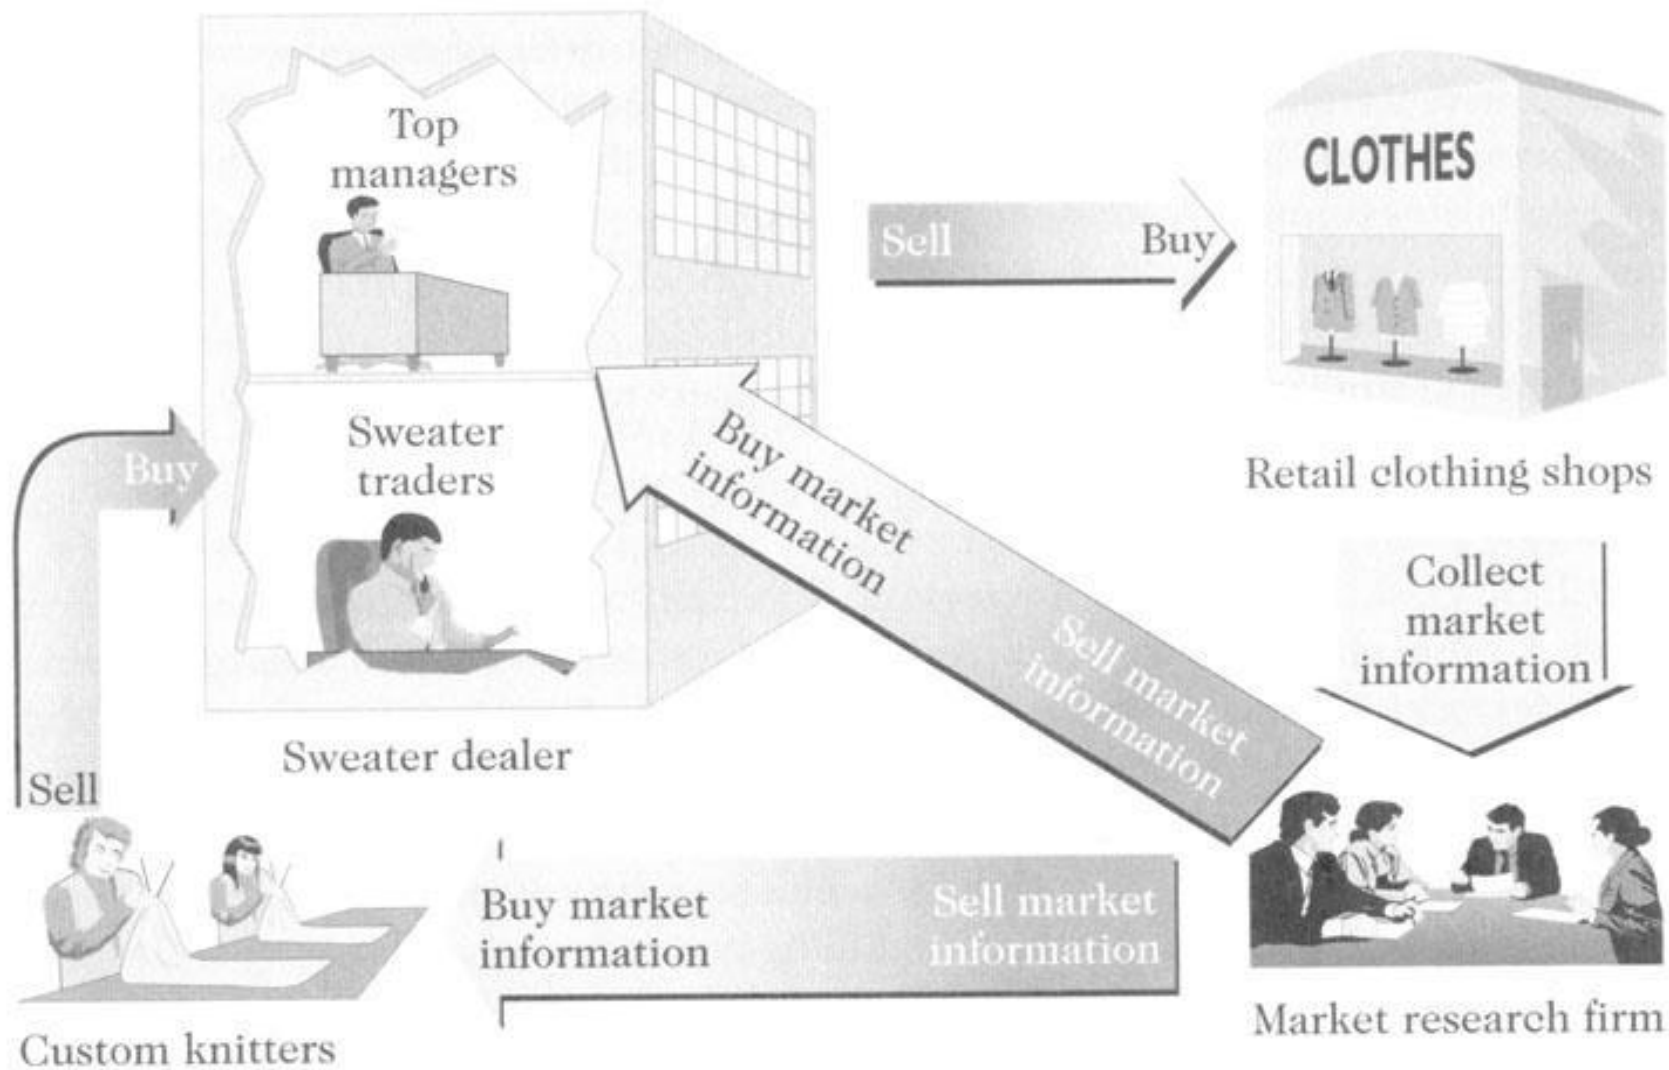 Top
managers
Sweater
traders
Sweater dealer
Sell
Buy
CLOTHES
Retail clothing shops
Collect
market
information
Market research firm
Buy market
information
Sell market
information
Buy market
information
Sell market
information
Buy
Sell
Custom knitters